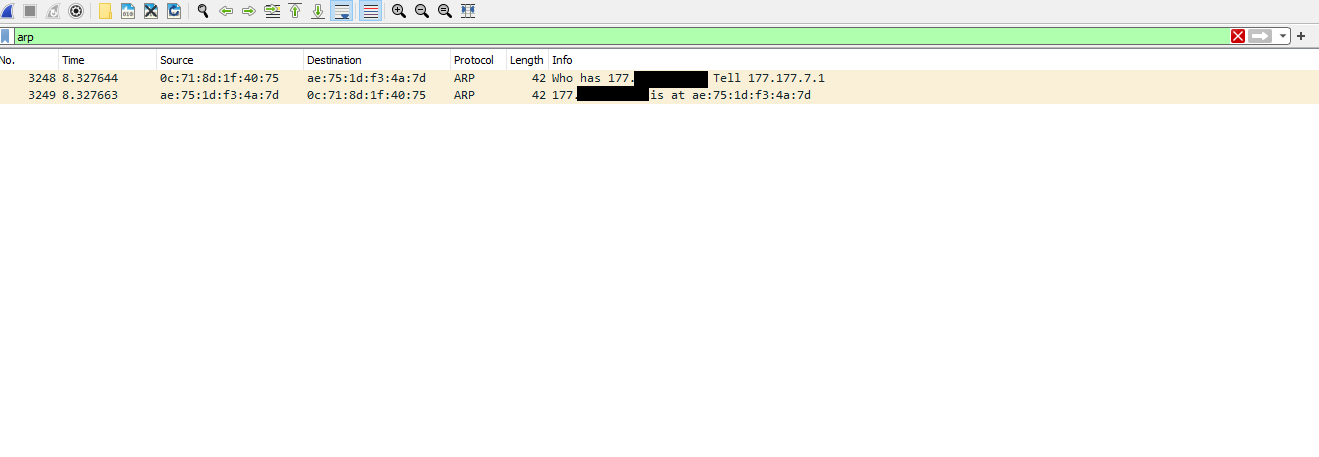 arp
No. Time Source Destination Protocol Length Info
3248 8.327644 0c:71:8d:1f:40:75 ae:75:1d:f3:4a:7d ARP 42 Who has 177. Tell 177.177.7.1
3249 8.327663 ae:75:1d:f3:4a:7d 0c:71:8d:1f:40:75 ARP 42 177. is at ae:75:1d:f3:4a:7d